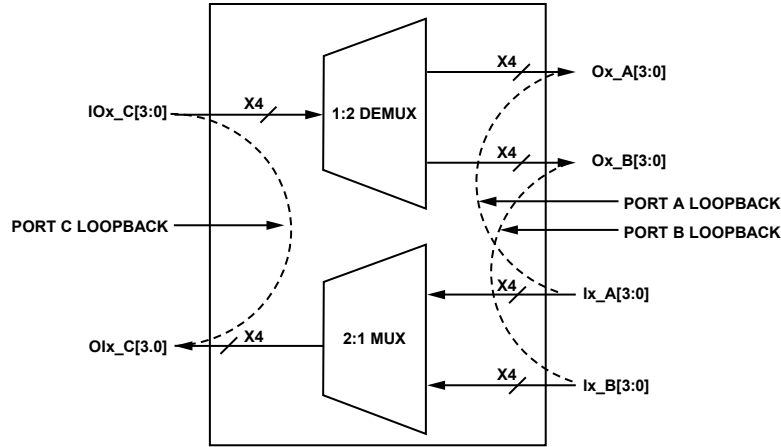 X4
Ox_A[3:0]
IOx_C[3:0]
X4
1:2 DEMUX
X4
Ox_B[3:0]
PORT A LOOPBACK
PORT C LOOPBACK
PORT B LOOPBACK
X4
Ix_A[3:0]
OIx_C[3.0]
X4
2:1 MUX
X4
Ix_B[3:0]